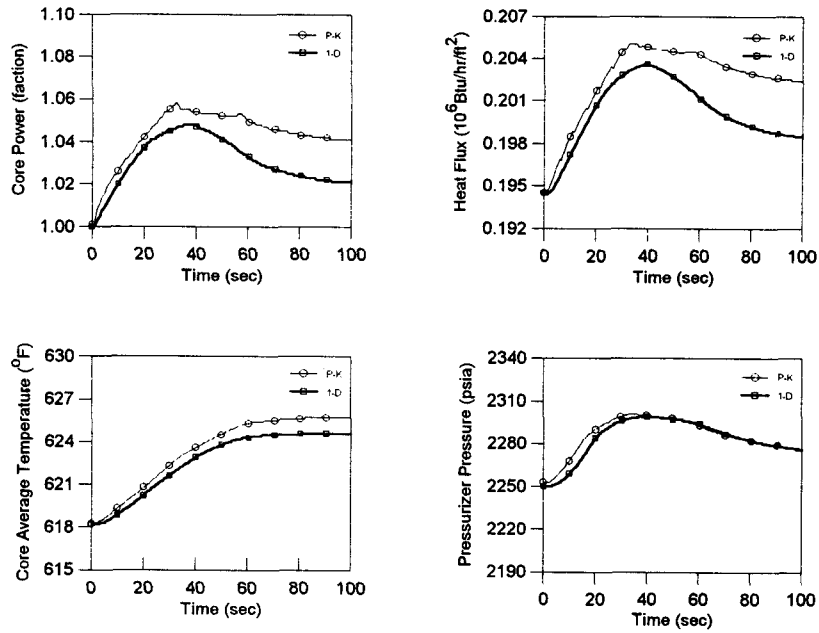 Core Power (faction)
1.10
1.08
1.06
1.04
1.02
1.00
P-K
1-D
0 20 40 60 80 100
Time (sec)
Heat Flux (10⁶Btu/hr/ft²)
0.207
0.204
0.201
0.198
0.195
0.192
P-K
1-D
0 20 40 60 80 100
Time (sec)
Core Average Temperature (⁰F)
630
627
624
621
618
615
P-K
1-D
0 20 40 60 80 100
Time (sec)
Pressurizer Pressure (psia)
2340
2310
2280
2250
2220
2190
P-K
1-D
0 20 40 60 80 100
Time (sec)